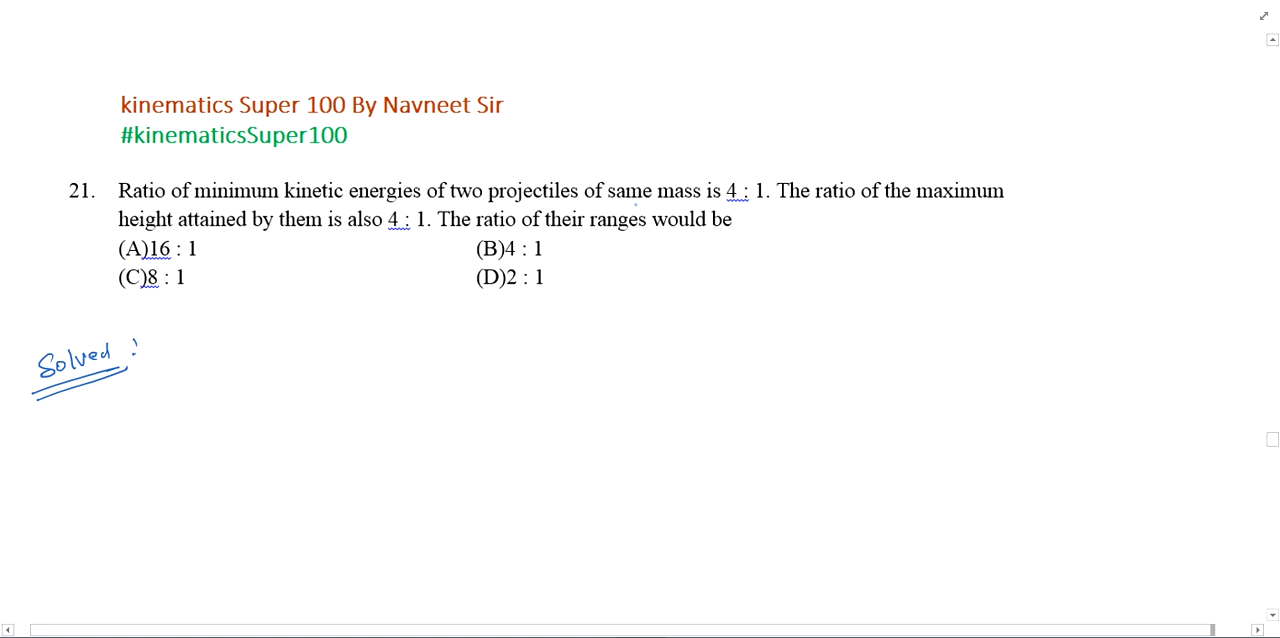 kinematics Super 100 By Navneet Sir
#kinematicsSuper100
21. Ratio of minimum kinetic energies of two projectiles of same mass is 4 : 1. The ratio of the maximum
height attained by them is also 4 : 1. The ratio of their ranges would be
(A)16 : 1 (B)4 : 1
(C)8 : 1 (D)2 : 1
Solved :